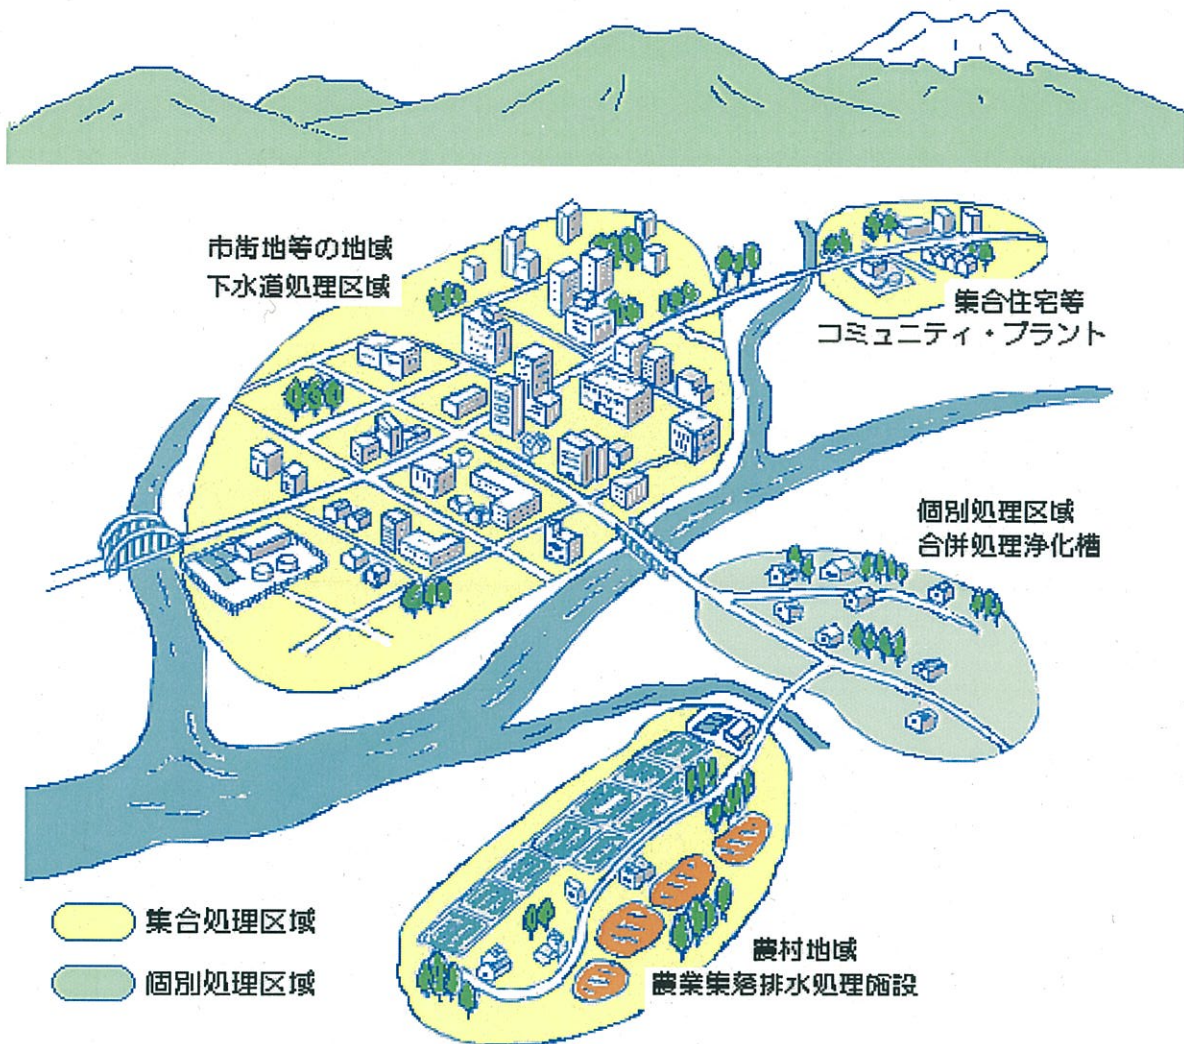 市街地等の地域
下水道処理区域
集合住宅等
コミュニティ・プラント
個別処理区域
合併処理浄化槽
集合処理区域
個別処理区域
農村地域
農業集落排水処理施設